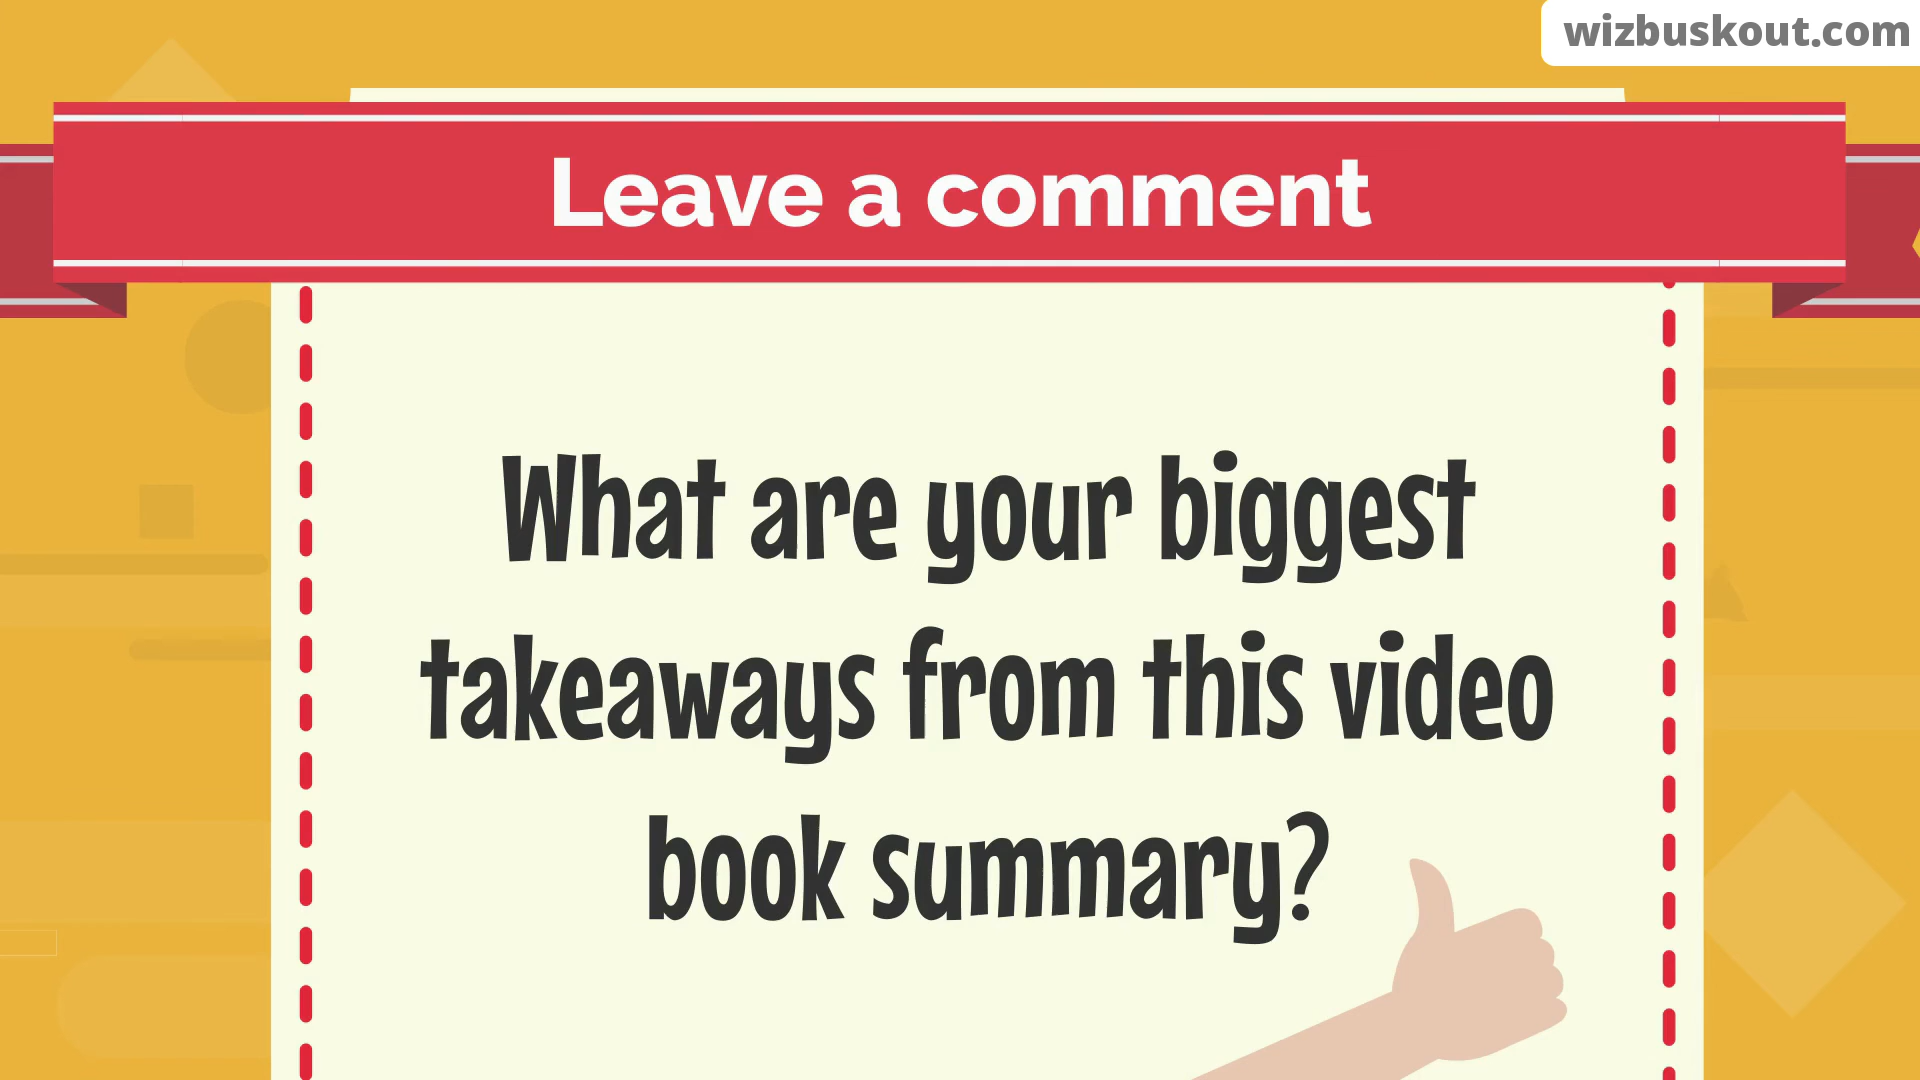 wizbuskout.com
Leave a comment
What are your biggest
takeaways from this video
book summary?